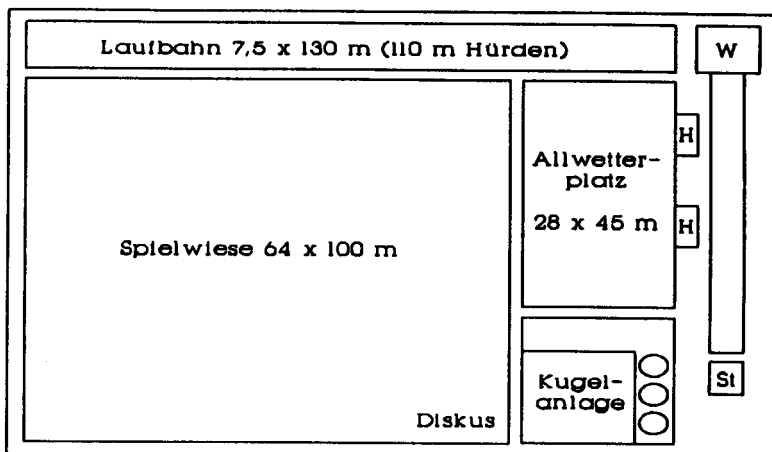 Laufbahn 7,5 x 130 m (110 m Hürden)
W
H
Allwetter-
platz
28 x 45 m
H
Spielwiese 64 x 100 m
St
Kugel-
anlage
Diskus